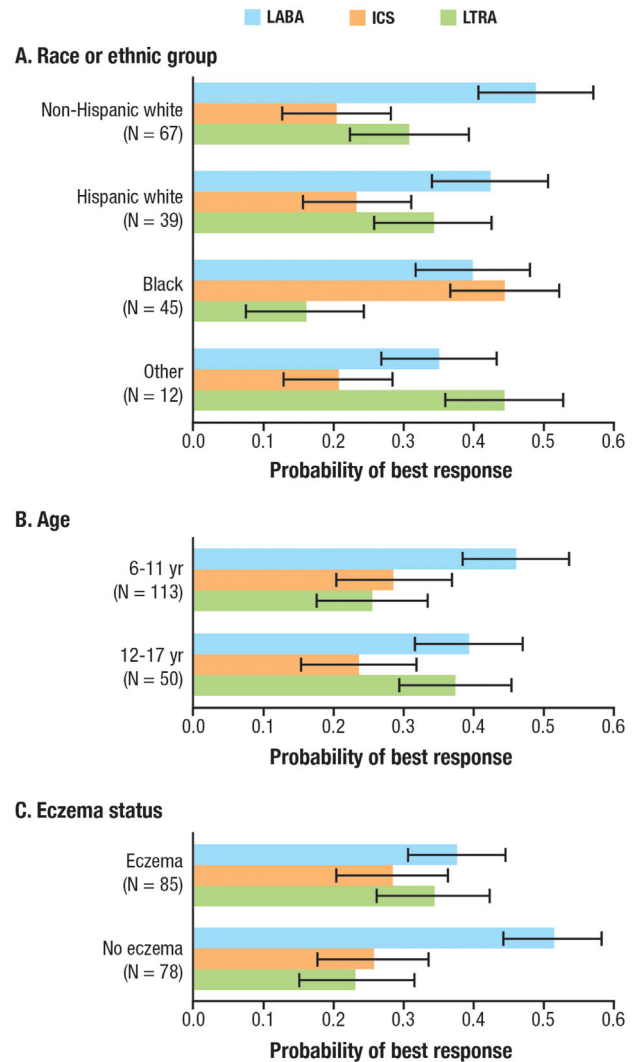 LABA ICS LTRA
A. Race or ethnic group
Non-Hispanic white
(N = 67)
Hispanic white
(N = 39)
Black
(N = 45)
Other
(N = 12)
0.0 0.1 0.2 0.3 0.4 0.5 0.6
Probability of best response
B. Age
6-11 yr
(N = 113)
12-17 yr
(N = 50)
0.0 0.1 0.2 0.3 0.4 0.5 0.6
Probability of best response
C. Eczema status
Eczema
(N = 85)
No eczema
(N = 78)
0.0 0.1 0.2 0.3 0.4 0.5 0.6
Probability of best response